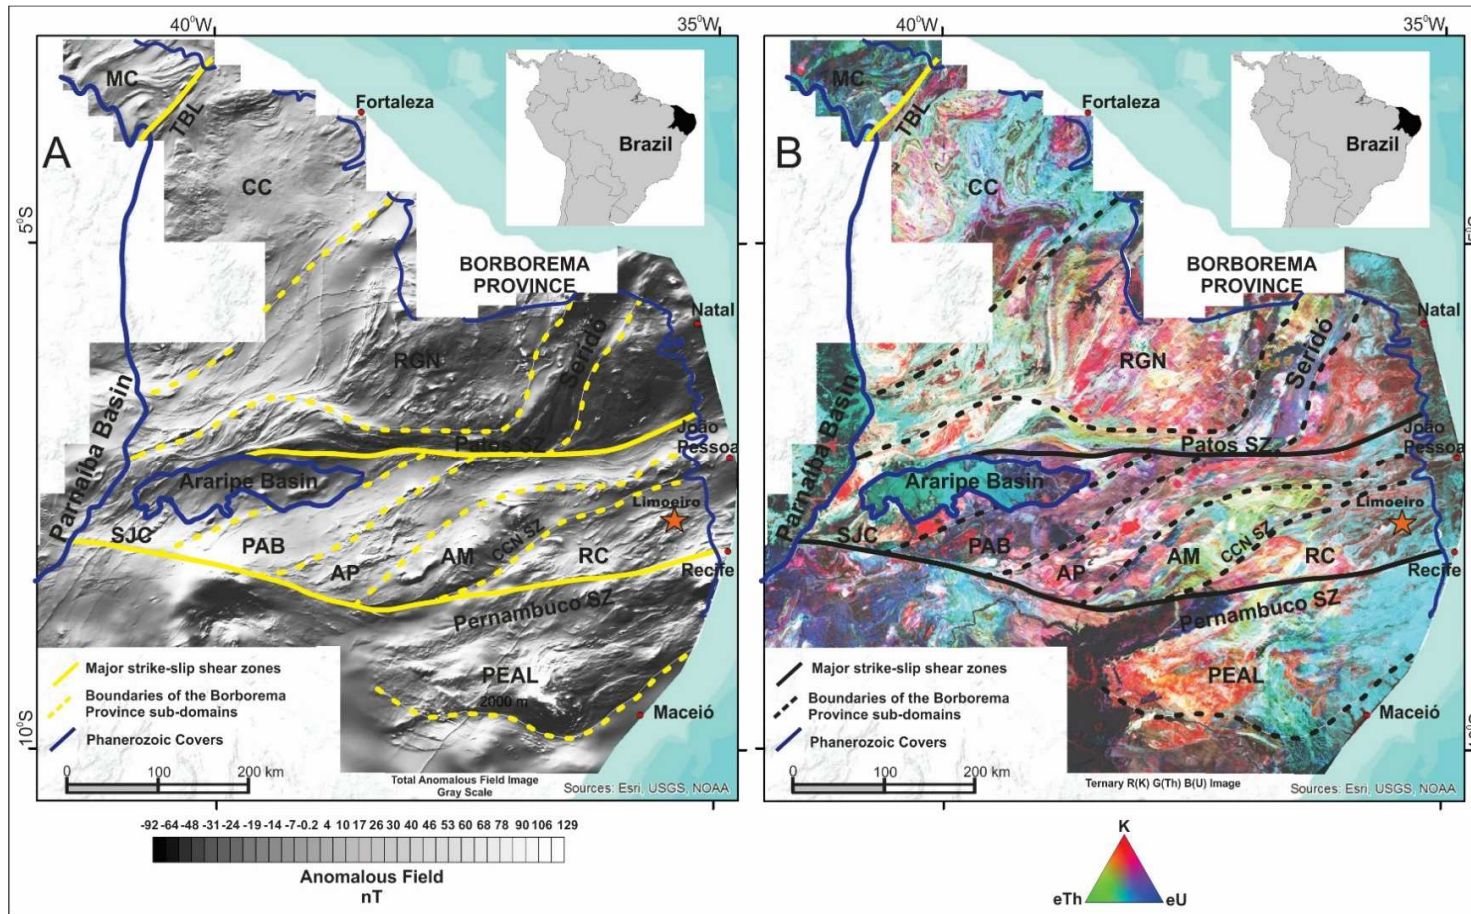 40⁰W
35⁰W
MC
TBL
A
Fortaleza
Brazil
CC
5⁰S
BORBOREMA
PROVINCE
Natal
RGN
Seridó
Parnaíba Basin
Patos SZ
João
Pessoa
Araripe Basin
Limoeiro
SJC
PAB
AP
AM
CCN SZ
RC
Recife
Pernambuco SZ
PEAL
2000 m
Maceió
10⁰S
Major strike-slip shear zones
Boundaries of the Borborema
Province sub-domains
Phanerozoic Covers
0 100 200 km
Total Anomalous Field Image
Gray Scale
Sources: Esri, USGS, NOAA
-92 -64 -48 -31 -24 -19 -14 -7 -0.2 4 10 17 26 30 40 46 53 60 68 78 90 106 129
Anomalous Field
nT
40⁰W
35⁰W
MC
TBL
B
Fortaleza
Brazil
CC
BORBOREMA
PROVINCE
Natal
RGN
Seridó
Parnaíba Basin
Patos SZ
João
Pessoa
Araripe Basin
Limoeiro
SJC
PAB
AP
AM
CCN SZ
RC
Recife
Pernambuco SZ
PEAL
Maceió
Major strike-slip shear zones
Boundaries of the Borborema
Province sub-domains
Phanerozoic Covers
0 100 200 km
Ternary R(K) G(Th) B(U) Image
Sources: Esri, USGS, NOAA
K
eTh
eU